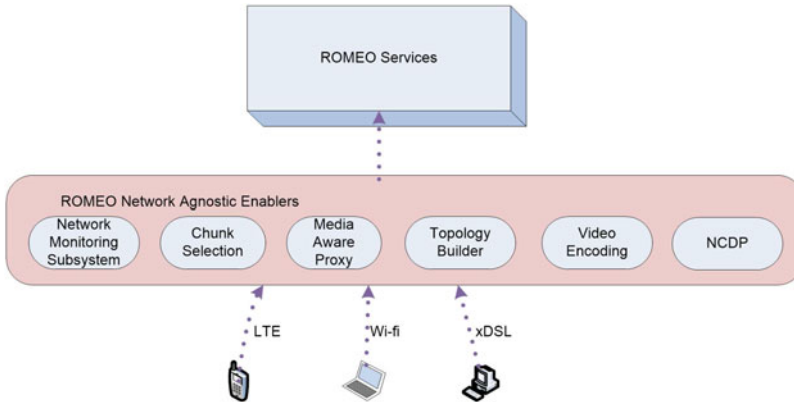 ROMEO Services
ROMEO Network Agnostic Enablers
Network
Monitoring
Subsystem
Chunk
Selection
Media
Aware
Proxy
Topology
Builder
Video
Encoding
NCDP
LTE
Wi-fi
xDSL